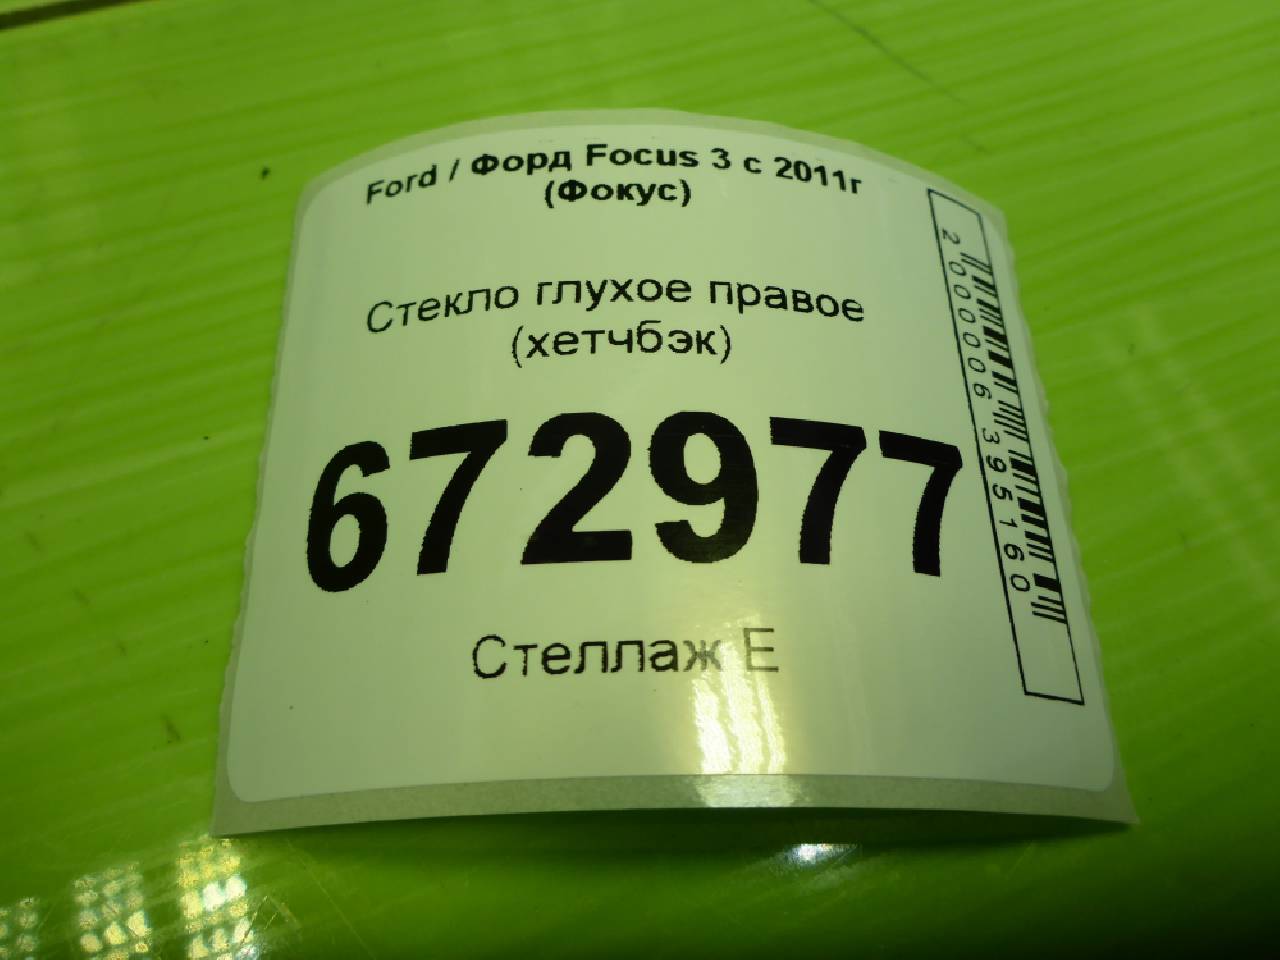 Ford / Форд Focus 3 с 2011г
(Фокус)
Стекло глухое правое
(хетчбэк)
672977
Стеллаж Е
2000006395160